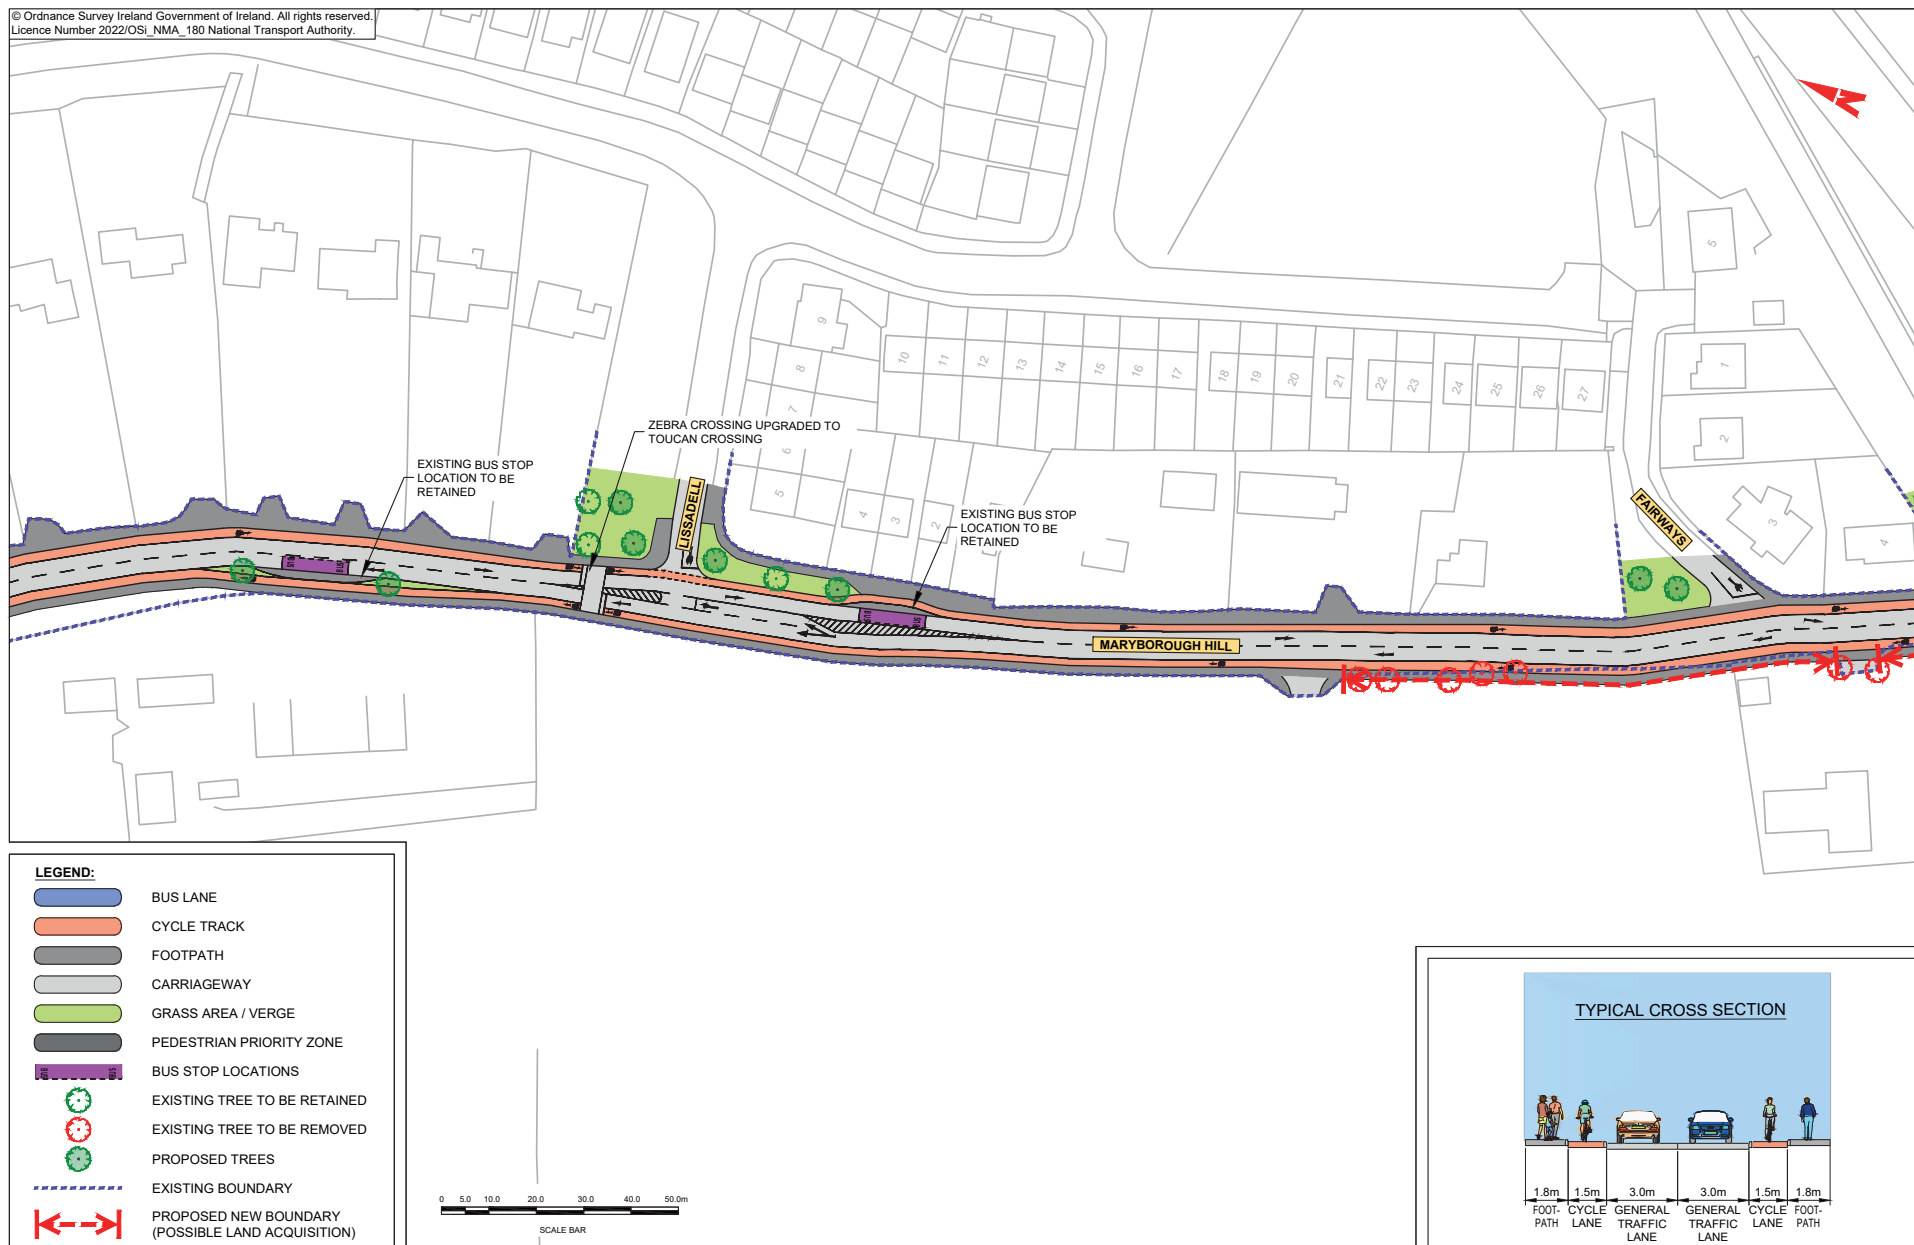 © Ordnance Survey Ireland Government of Ireland. All rights reserved.
Licence Number 2022/OSi_NMA_180 National Transport Authority.
N
5
9
8
7
6
5
4
3
2
10
11
12
13
14
15
16
17
18
19
20
21
22
23
24
25
26
27
1
2
3
4
ZEBRA CROSSING UPGRADED TO
TOUCAN CROSSING
EXISTING BUS STOP
LOCATION TO BE
RETAINED
EXISTING BUS STOP
LOCATION TO BE
RETAINED
LISSADELL
FAIRWAYS
BUS
BUS
BUS
BUS
MARYBOROUGH HILL
LEGEND:
BUS LANE
CYCLE TRACK
FOOTPATH
CARRIAGEWAY
GRASS AREA / VERGE
PEDESTRIAN PRIORITY ZONE
BUS BUS BUS STOP LOCATIONS
EXISTING TREE TO BE RETAINED
EXISTING TREE TO BE REMOVED
PROPOSED TREES
EXISTING BOUNDARY
PROPOSED NEW BOUNDARY
(POSSIBLE LAND ACQUISITION)
0 5.0 10.0 20.0 30.0 40.0 50.0m
SCALE BAR
TYPICAL CROSS SECTION
1.8m 1.5m 3.0m 3.0m 1.5m 1.8m
FOOT- CYCLE GENERAL GENERAL CYCLE FOOT-
PATH LANE TRAFFIC TRAFFIC LANE PATH
LANE LANE